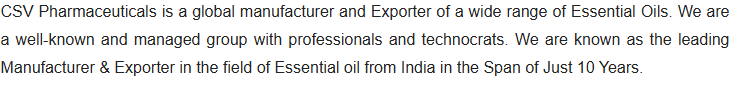 CSV Pharmaceuticals is a global manufacturer and Exporter of a wide range of Essential Oils. We are
a well-known and managed group with professionals and technocrats. We are known as the leading
Manufacturer & Exporter in the field of Essential oil from India in the Span of Just 10 Years.